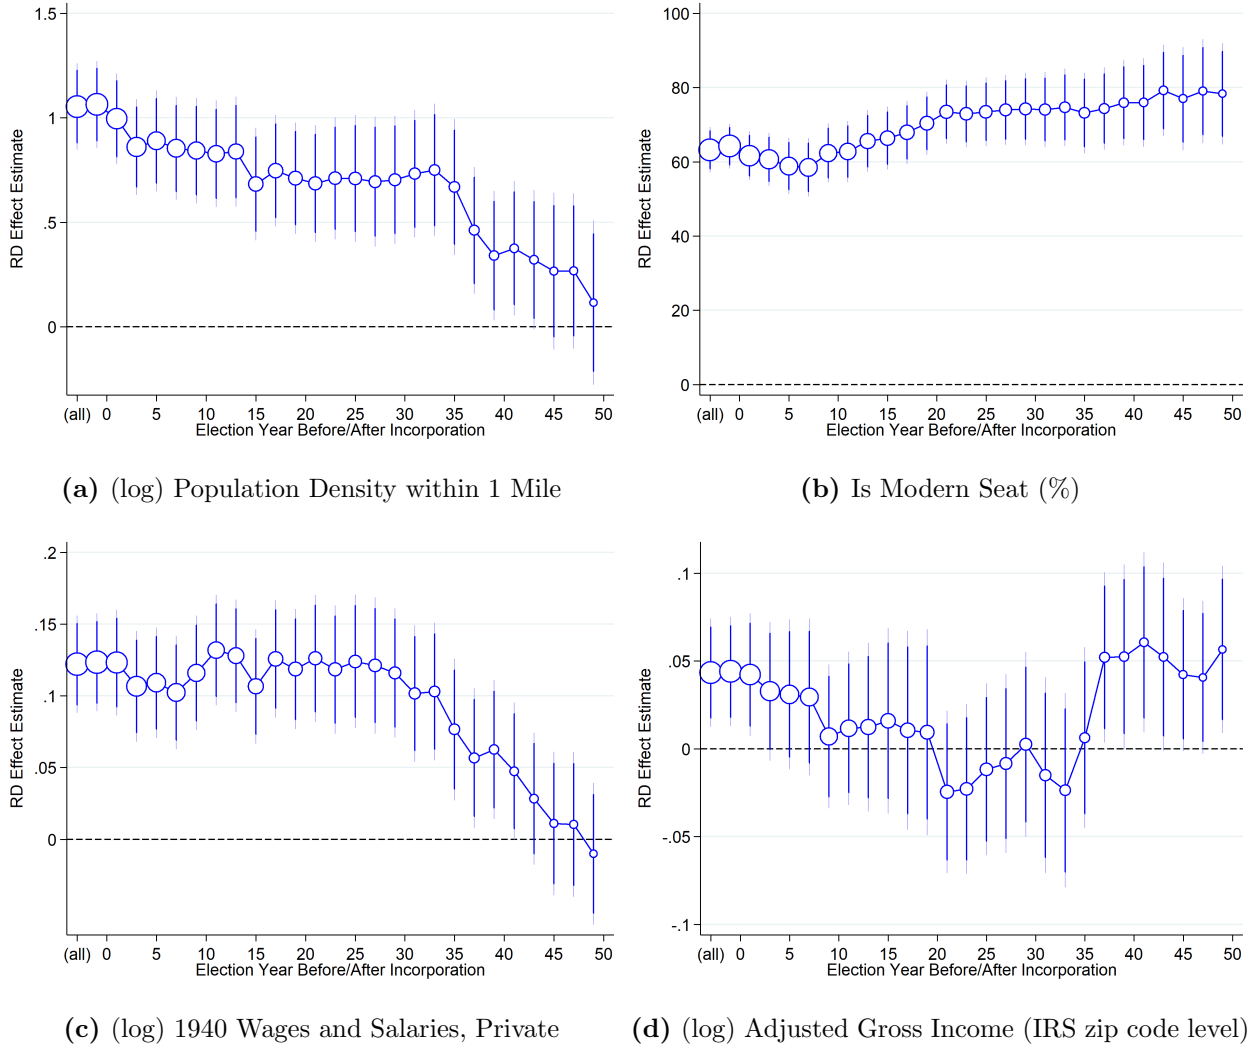 1.5
1
.5
0
RD Effect Estimate
(all) 0 5 10 15 20 25 30 35 40 45 50
Election Year Before/After Incorporation
(a) (log) Population Density within 1 Mile
100
80
60
40
20
0
RD Effect Estimate
(all) 0 5 10 15 20 25 30 35 40 45 50
Election Year Before/After Incorporation
(b) Is Modern Seat (%)
.2
.15
.1
.05
0
RD Effect Estimate
(all) 0 5 10 15 20 25 30 35 40 45 50
Election Year Before/After Incorporation
(c) (log) 1940 Wages and Salaries, Private
.1
.05
0
-.05
-.1
RD Effect Estimate
(all) 0 5 10 15 20 25 30 35 40 45 50
Election Year Before/After Incorporation
(d) (log) Adjusted Gross Income (IRS zip code level)